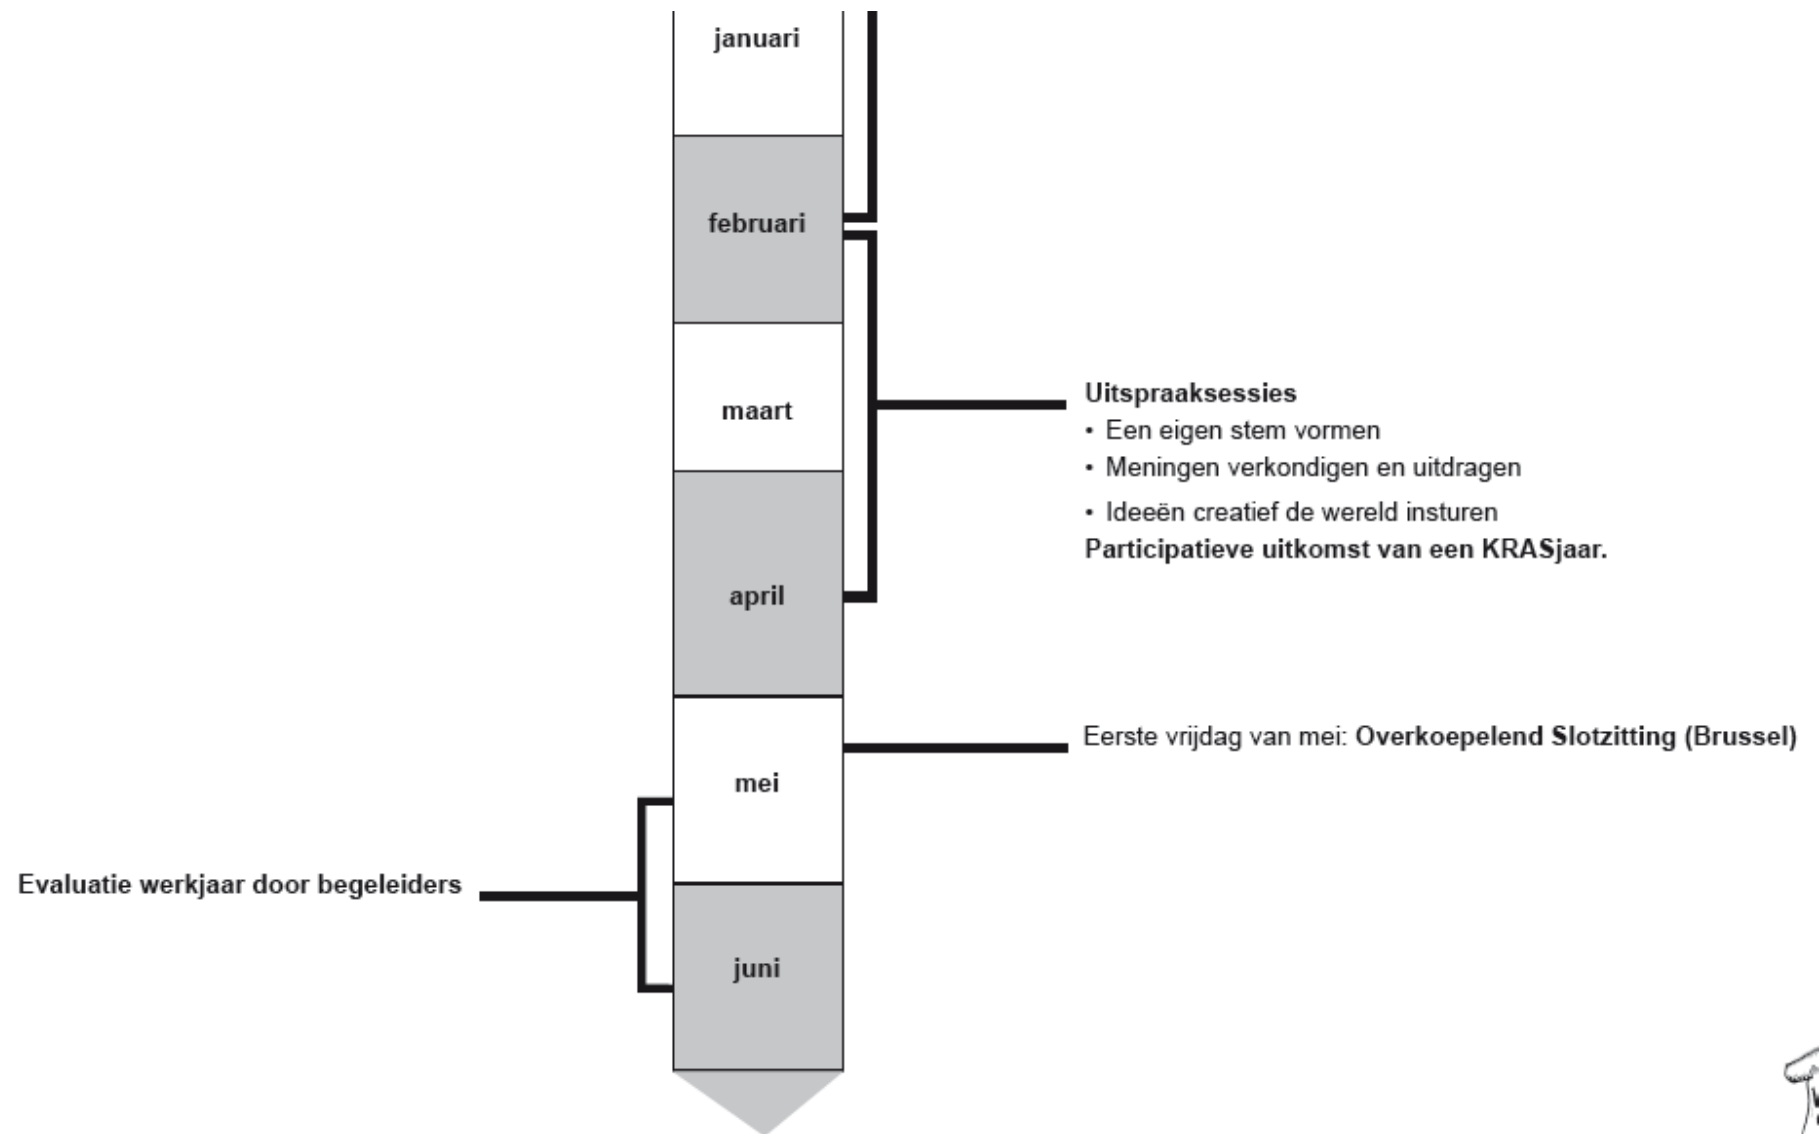 januari
februari
maart
Uitspraaksessies
• Een eigen stem vormen
• Meningen verkondigen en uitdragen
• Ideeën creatief de wereld insturen
Participatieve uitkomst van een KRASjaar.
april
Eerste vrijdag van mei: Overkoepelend Slotzitting (Brussel)
mei
Evaluatie werkjaar door begeleiders
juni